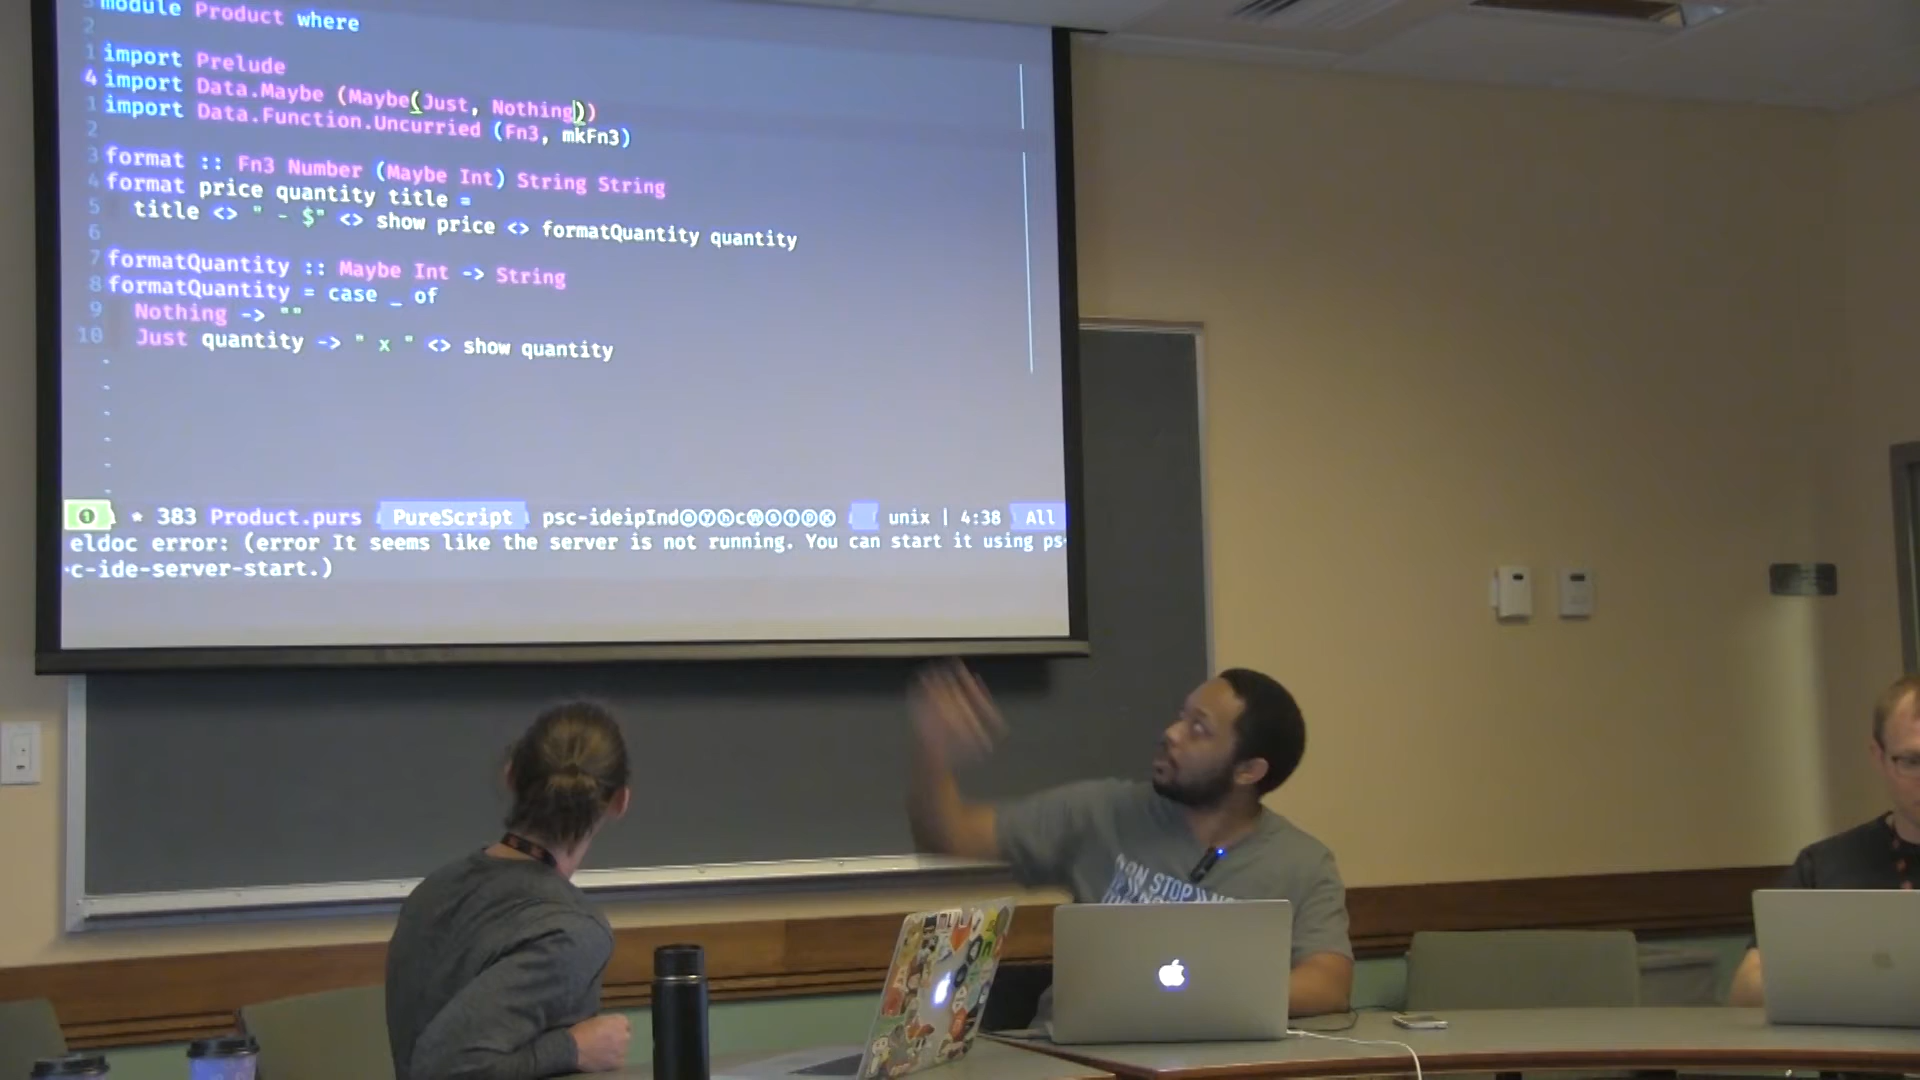 3 module Product where
2
1 import Prelude
4 import Data.Maybe (Maybe(Just, Nothing))
1 import Data.Function.Uncurried (Fn3, mkFn3)
2
3 format :: Fn3 Number (Maybe Int) String String
4 format price quantity title =
5 title <> " - $" <> show price <> formatQuantity quantity
6
7 formatQuantity :: Maybe Int -> String
8 formatQuantity = case _ of
9 Nothing -> ""
10 Just quantity -> " x " <> show quantity
* 383 Product.purs PureScript unix | 4:38 All
eldoc error: (error It seems like the server is not running. You can start it using ps
c-ide-server-start.)
STOP